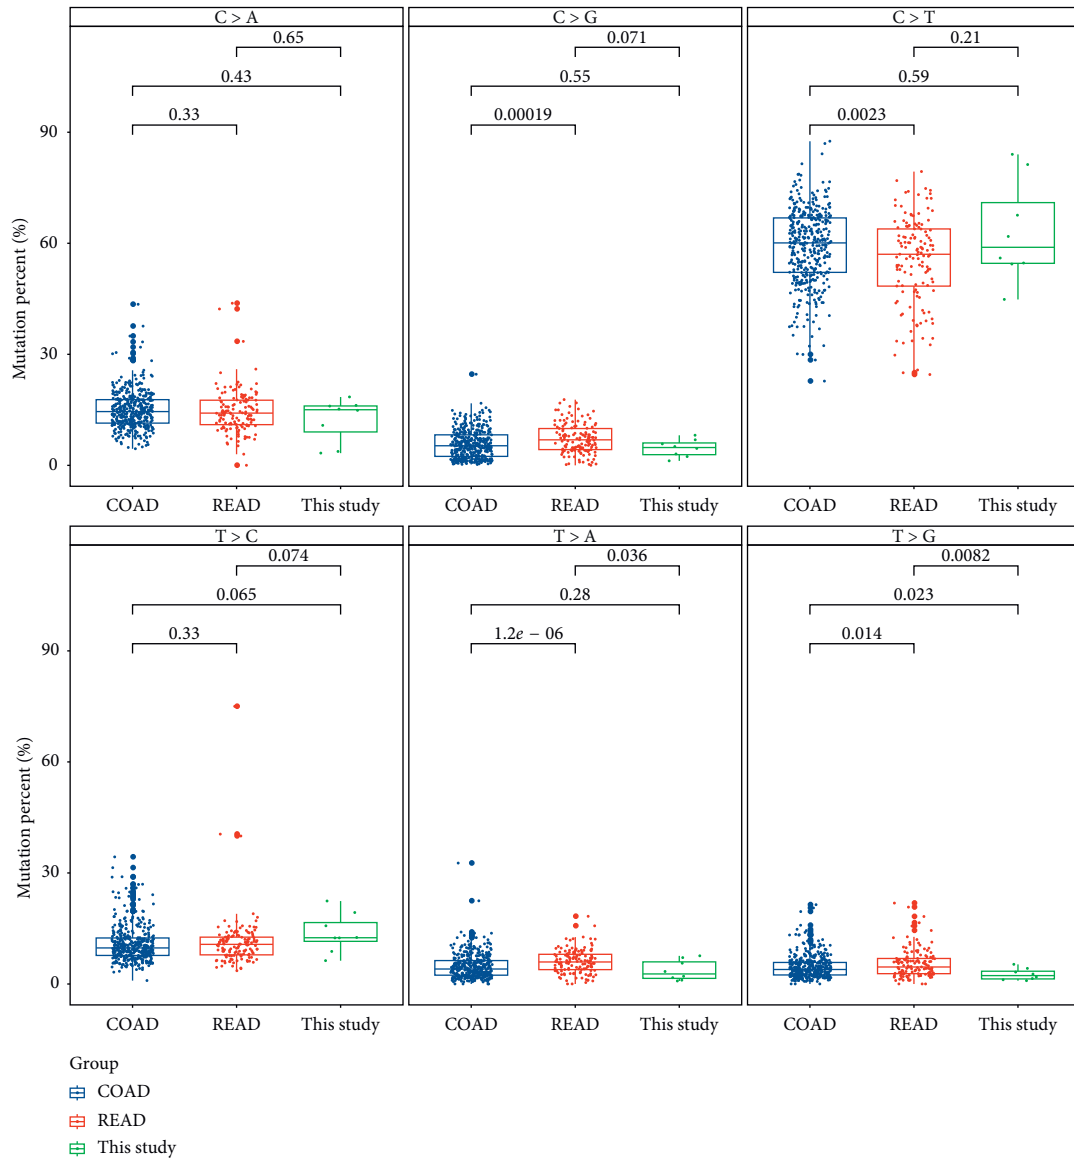 C > A
C > G
C > T
0.65
0.43
0.33
0.071
0.55
0.00019
0.21
0.59
0.0023
Mutation percent (%)
90
60
30
0
COAD READ This study
COAD READ This study
COAD READ This study
T > C
T > A
T > G
0.074
0.065
0.33
0.036
0.28
1.2e − 06
0.0082
0.023
0.014
Mutation percent (%)
90
60
30
0
COAD READ This study
COAD READ This study
COAD READ This study
Group
COAD
READ
This study